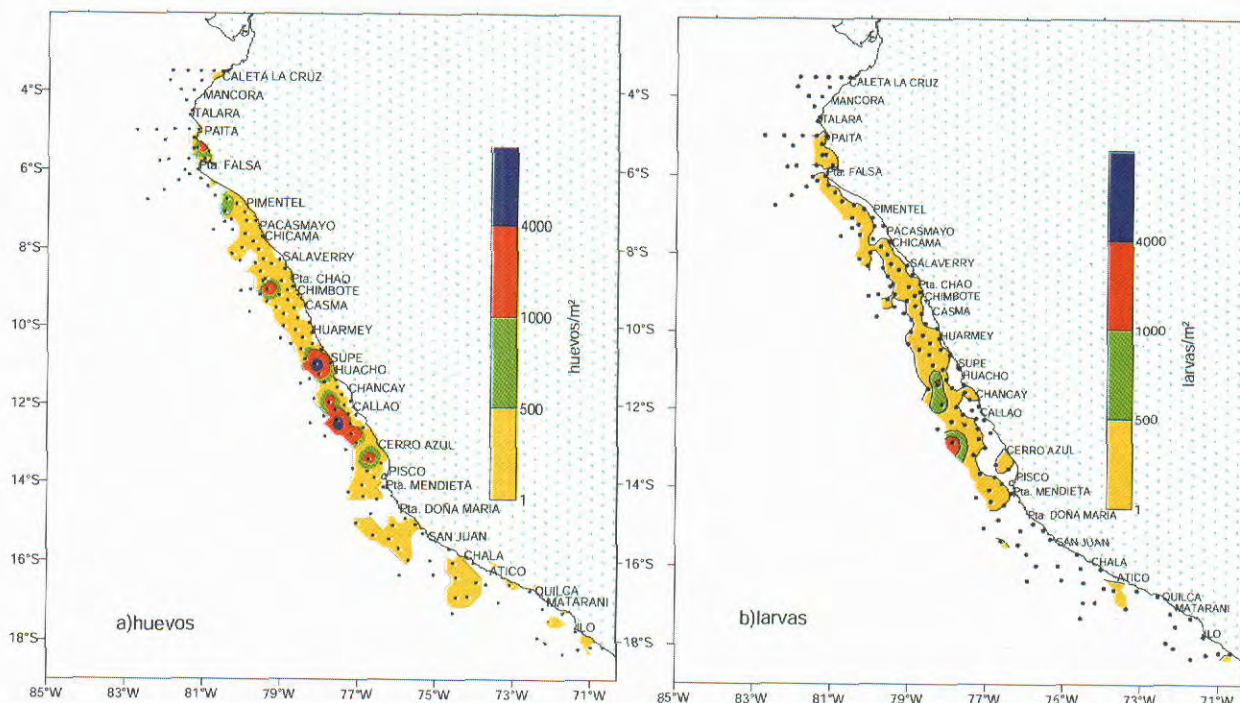 4°S
6°S
8°S
10°S
12°S
14°S
16°S
18°S
85°W
83°W
81°W
79°W
77°W
75°W
73°W
71°W
CALETA LA CRUZ
MANCORA
TALARA
PAITA
Pta. FALSA
PIMENTEL
PACASMAYO
CHICAMA
SALAVERRY
Pta. CHAO
CHIMBOTE
CASMA
HUARMEY
SUPE
HUACHO
CHANCAY
CALLAO
CERRO AZUL
PISCO
Pta. MENDIETA
Pta. DOÑA MARIA
SAN JUAN
CHALA
ATICO
QUILCA
MATARANI
ILO
4000
1000
500
1
huevos/m²
a)huevos
4°S
6°S
8°S
10°S
12°S
14°S
16°S
18°S
85°W
83°W
81°W
79°W
77°W
75°W
73°W
71°W
CALETA LA CRUZ
MANCORA
TALARA
PAITA
Pta. FALSA
PIMENTEL
PACASMAYO
CHICAMA
SALAVERRY
Pta. CHAO
CHIMBOTE
CASMA
HUARMEY
SUPE
HUACHO
CHANCAY
CALLAO
CERRO AZUL
PISCO
Pta. MENDIETA
Pta. DOÑA MARIA
SAN JUAN
CHALA
ATICO
QUILCA
MATARANI
ILO
4000
1000
500
1
larvas/m²
b)larvas